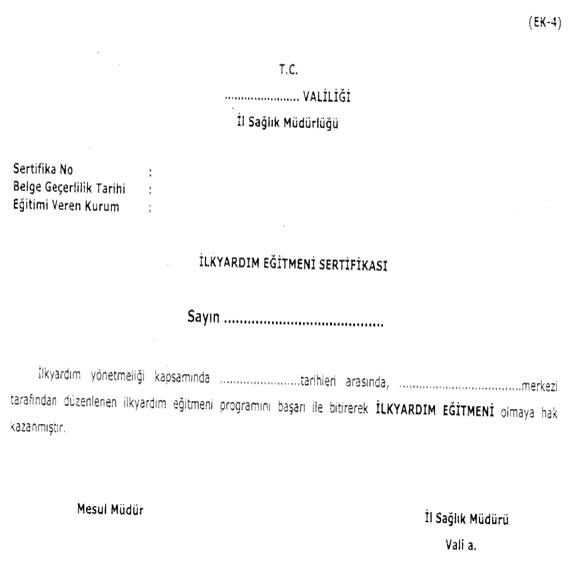 (EK-4)
T.C.
....................... VALİLİĞİ
İl Sağlık Müdürlüğü
Sertifika No :
Belge Geçerlilik Tarihi :
Eğitimi Veren Kurum :
İLKYARDIM EĞİTMENİ SERTİFİKASI
Sayın ........................................
İlkyardım yönetmeliği kapsamında ........................tarihleri arasında, .....................................merkezi
tarafından düzenlenen ilkyardım eğitmeni programını başarı ile bitirerek İLKYARDIM EĞİTMENİ olmaya hak
kazanmıştır.
Mesul Müdür
İl Sağlık Müdürü
Vali a.